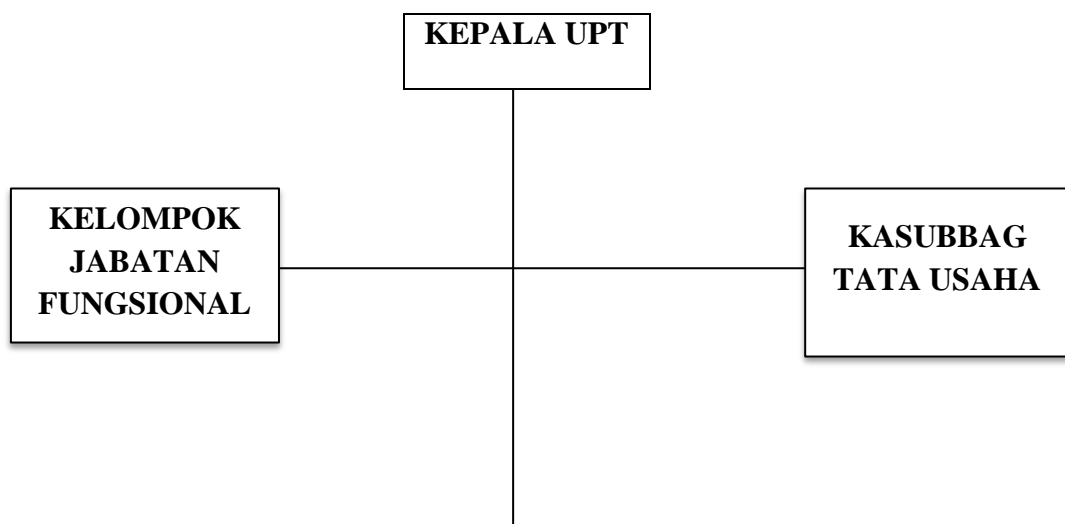 KEPALA UPT
KELOMPOK
JABATAN
FUNGSIONAL
KASUBBAG
TATA USAHA